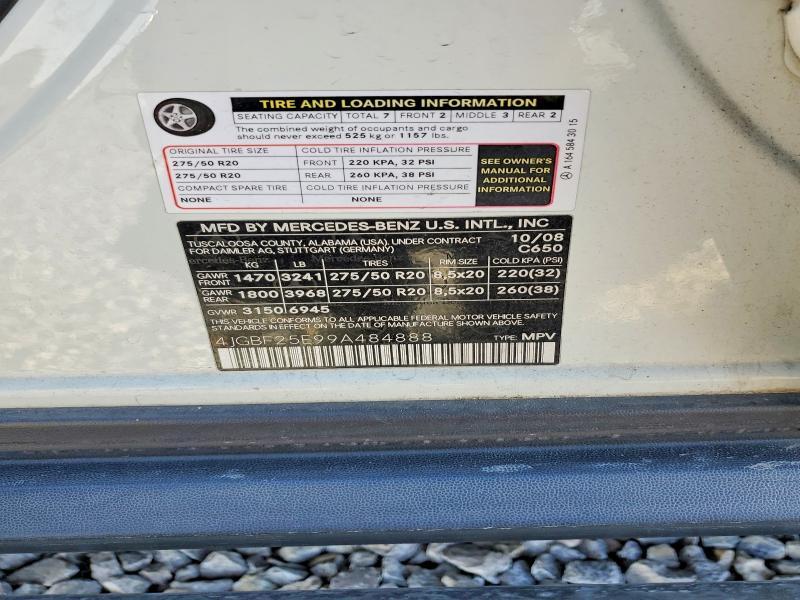 TIRE AND LOADING INFORMATION
SEATING CAPACITY TOTAL 7 FRONT 2 MIDDLE 3 REAR 2
The combined weight of occupants and cargo
should never exceed 525 kg or 1157 lbs.
ORIGINAL TIRE SIZE COLD TIRE INFLATION PRESSURE
275/50 R20 FRONT 220 KPA, 32 PSI
275/50 R20 REAR 260 KPA, 38 PSI
COMPACT SPARE TIRE COLD TIRE INFLATION PRESSURE
NONE NONE
SEE OWNER'S
MANUAL FOR
ADDITIONAL
INFORMATION
A 164 584 30 15
MFD BY MERCEDES-BENZ U.S. INTL., INC
TUSCALOOSA COUNTY, ALABAMA (USA), UNDER CONTRACT 10/08
FOR DAIMLER AG, STUTTGART (GERMANY) C650
KG LB TIRES RIM SIZE COLD KPA (PSI)
GAWR FRONT 1470 3241 275/50 R20 8,5x20 220(32)
GAWR REAR 1800 3968 275/50 R20 8,5x20 260(38)
GVWR 3150 6945
THIS VEHICLE CONFORMS TO ALL APPLICABLE FEDERAL MOTOR VEHICLE SAFETY
STANDARDS IN EFFECT ON THE DATE OF MANUFACTURE SHOWN ABOVE
4JGBF25E99A484888 TYPE: MPV